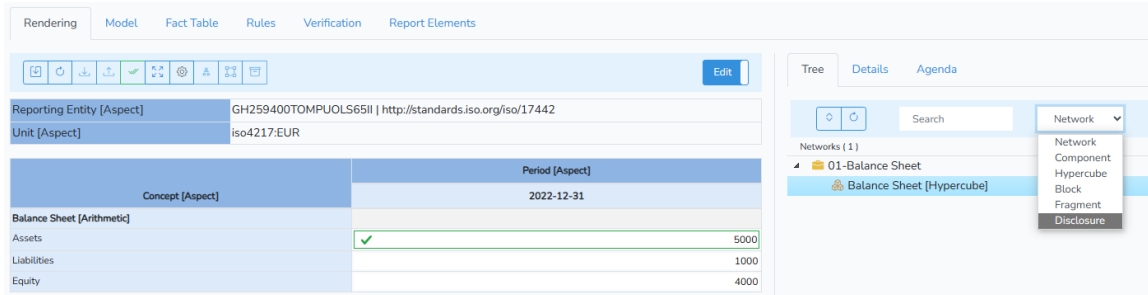 Rendering Model Fact Table Rules Verification Report Elements
Edit
Reporting Entity [Aspect] GH259400TOMPUOLS65II | http://standards.iso.org/iso/17442
Unit [Aspect] iso4217:EUR
Period [Aspect]
Concept [Aspect] 2022-12-31
Balance Sheet [Arithmetic]
Assets 5000
Liabilities 1000
Equity 4000
Tree Details Agenda
Search Network
Networks ( 1 )
01-Balance Sheet
Balance Sheet [Hypercube]
Network
Component
Hypercube
Block
Fragment
Disclosure